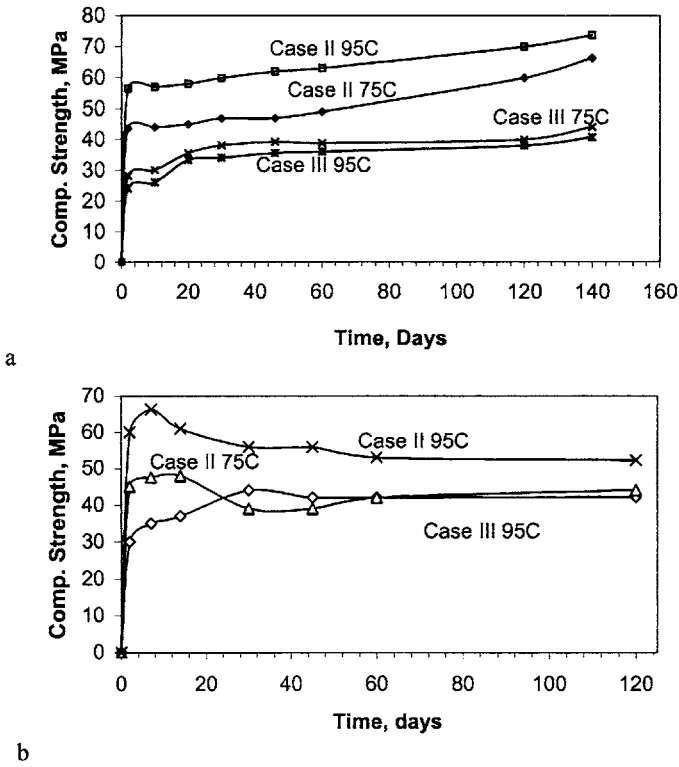 80
70
60
50
40
30
20
10
0
Comp. Strength, MPa
Case II 95C
Case II 75C
Case III 75C
Case III 95C
0 20 40 60 80 100 120 140 160
Time, Days
a
70
60
50
40
30
20
10
0
Comp. Strength, MPa
Case II 95C
Case II 75C
Case III 95C
0 20 40 60 80 100 120
Time, days
b